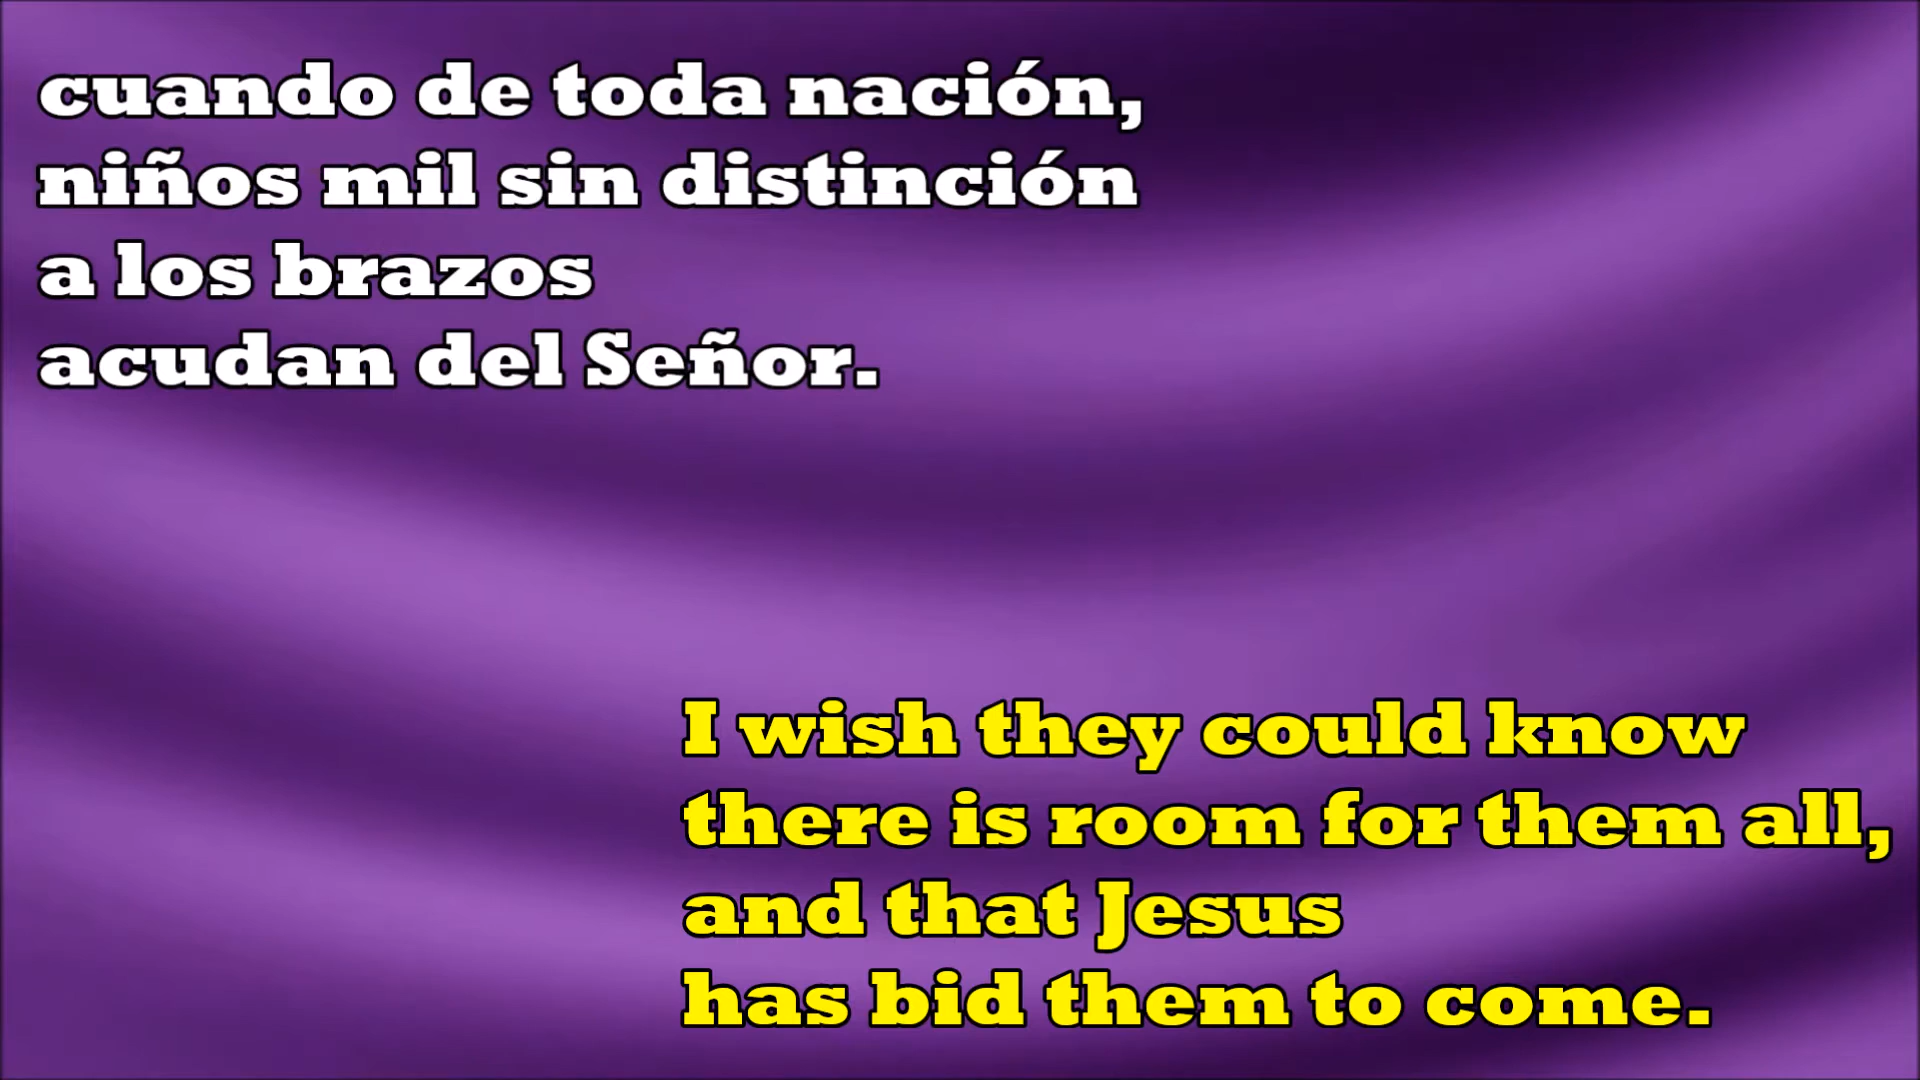 cuando de toda nación,
niños mil sin distinción
a los brazos
acudan del Señor.
I wish they could know
there is room for them all,
and that Jesus
has bid them to come.